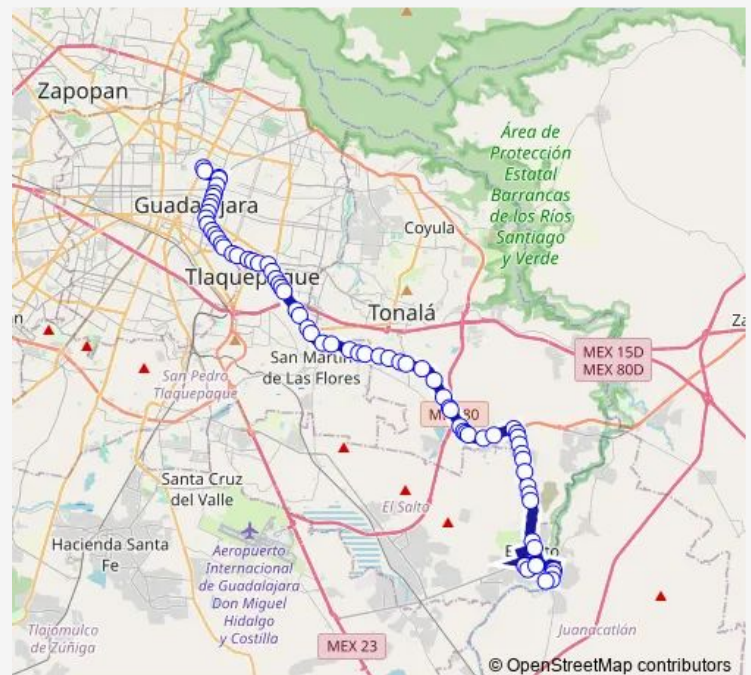 Zapopan
Área de
Protección
Estatal
Barrancas
de los Ríos
Santiago
y Verde
Guadalajara
Coyula
Tlaquepaque
Tonalá
San Martín
de Las Flores
San Pedro
Tlaquepaque
MEX 15D
MEX 80D
Santa Cruz
del Valle
El Salto
Hacienda Santa
Fe
Aeropuerto
Internacional
de Guadalajara
Don Miguel
Hidalgo
y Costilla
Tlajomulco
de Zúñiga
MEX 23
Juanacatlán
© OpenStreetMap contributors